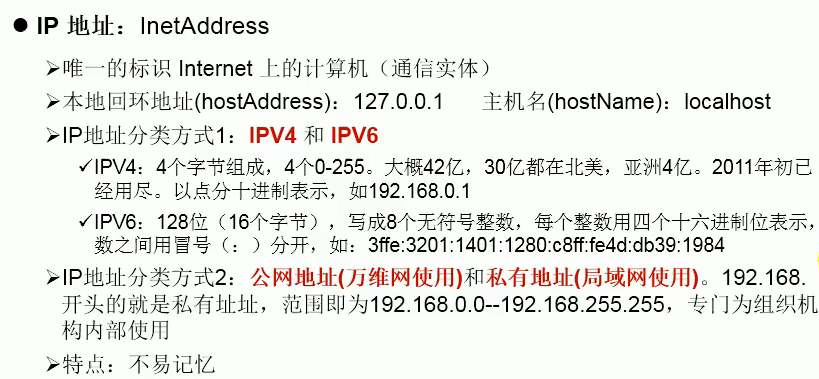 ● IP 地址：InetAddress
➢唯一的标识 Internet 上的计算机（通信实体）
➢本地回环地址(hostAddress)：127.0.0.1 主机名(hostName)：localhost
➢IP地址分类方式1：IPV4 和 IPV6
✓IPV4：4个字节组成，4个0-255。大概42亿，30亿都在北美，亚洲4亿。2011年初已
经用尽。以点分十进制表示，如192.168.0.1
✓IPV6：128位（16个字节），写成8个无符号整数，每个整数用四个十六进制位表示，
数之间用冒号（：）分开，如：3ffe:3201:1401:1280:c8ff:fe4d:db39:1984
➢IP地址分类方式2：公网地址(万维网使用)和私有地址(局域网使用)。192.168.
开头的就是私有址址，范围即为192.168.0.0--192.168.255.255，专门为组织机
构内部使用
➢特点：不易记忆